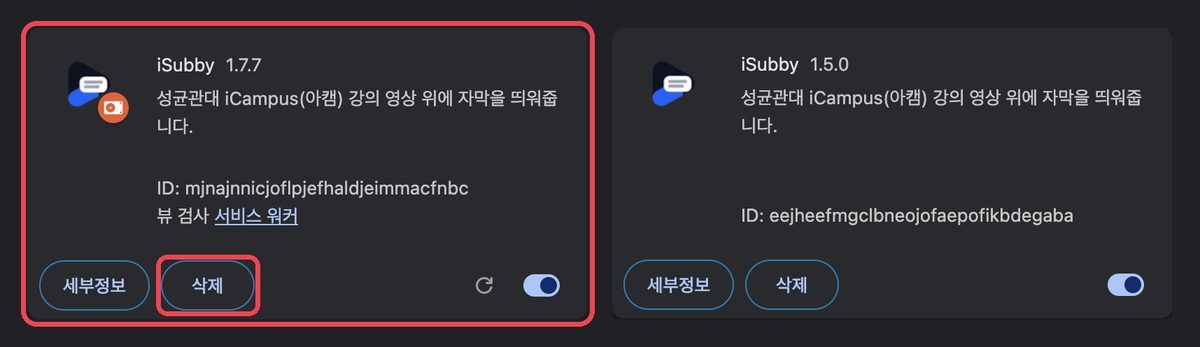 iSubby 1.7.7
성균관대 iCampus(아캠) 강의 영상 위에 자막을 띄워줍
니다.
ID: mjnajnnicjoflpjefhaldjeimmacfnbc
뷰 검사 서비스 워커
세부정보
삭제
iSubby 1.5.0
성균관대 iCampus(아캠) 강의 영상 위에 자막을 띄워줍
니다.
ID: eejheefmgclbneojofaepofikbdegaba
세부정보
삭제